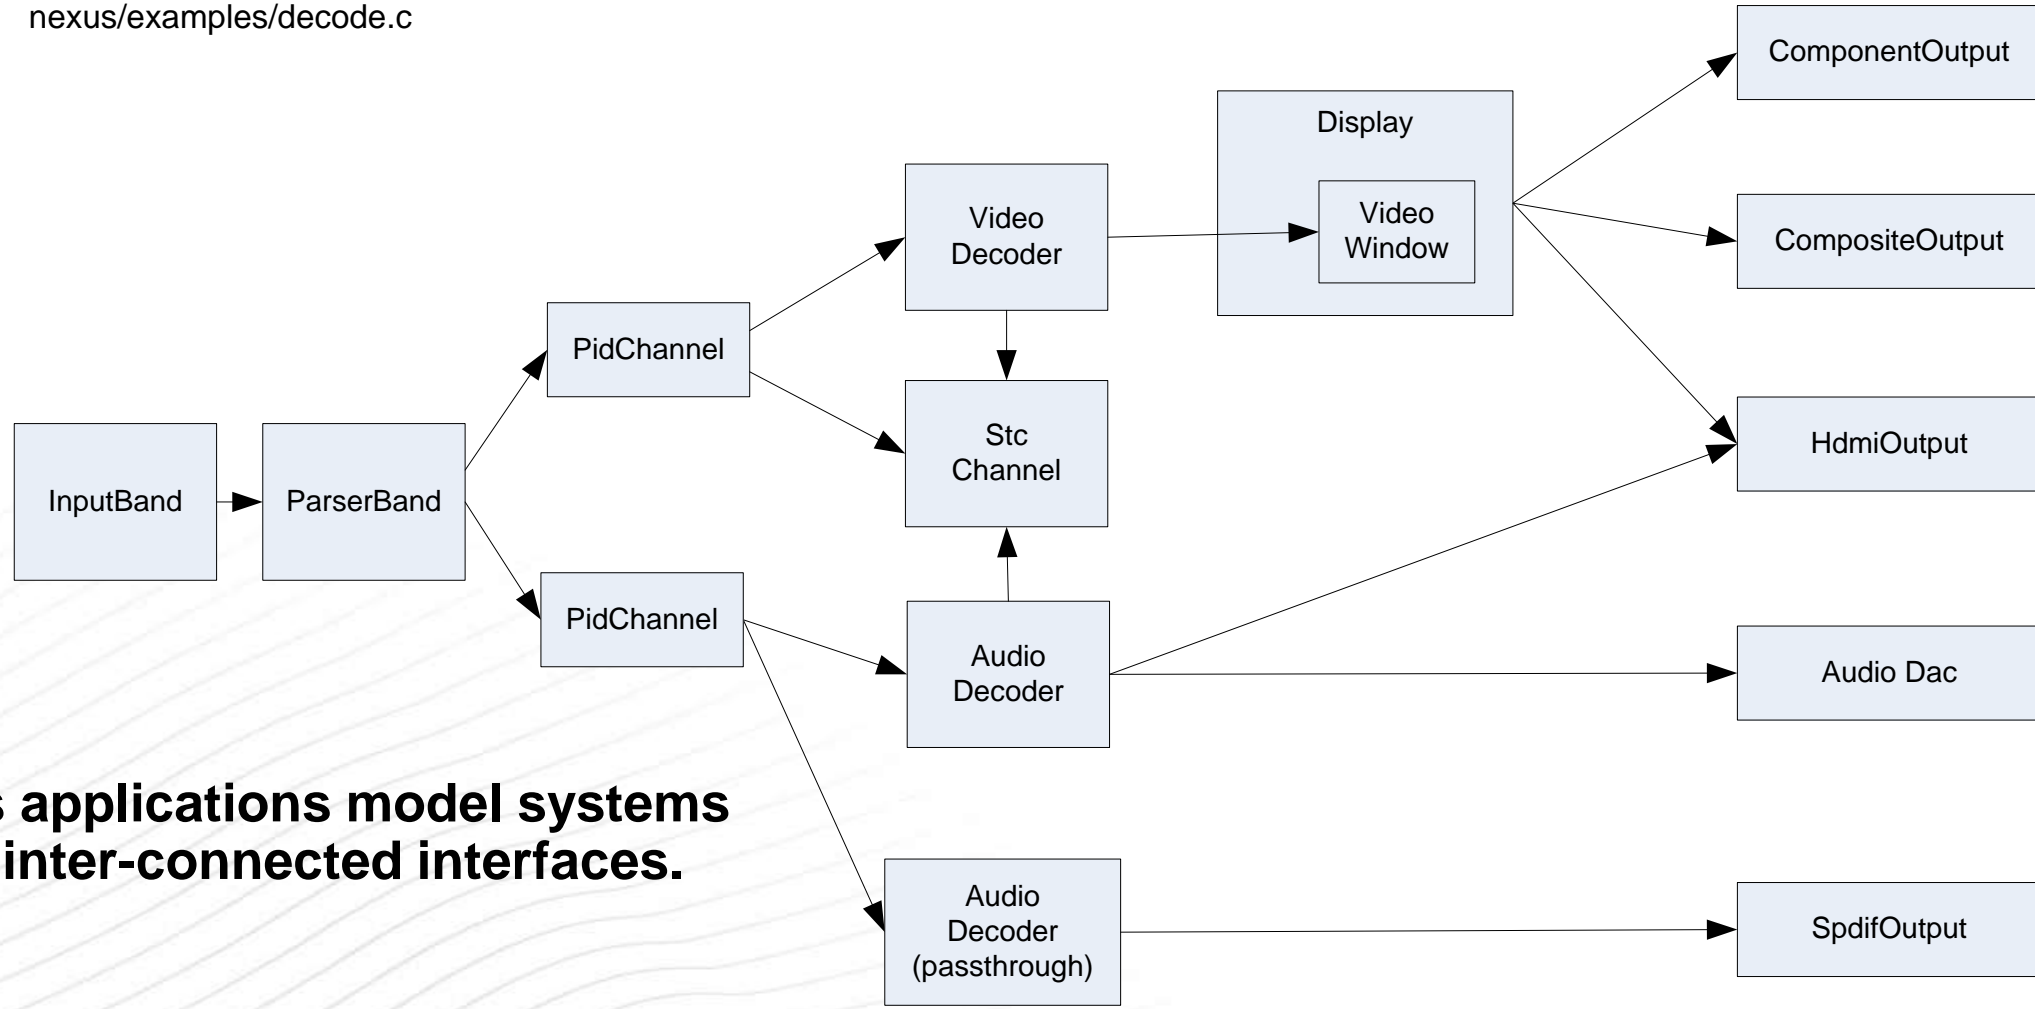 nexus/examples/decode.c
ComponentOutput
Display
Video
Decoder
Video
Window
CompositeOutput
PidChannel
Stc
Channel
HdmiOutput
InputBand
ParserBand
PidChannel
Audio
Decoder
Audio Dac
s applications model systems
inter-connected interfaces.
Audio
Decoder
(passthrough)
SpdifOutput